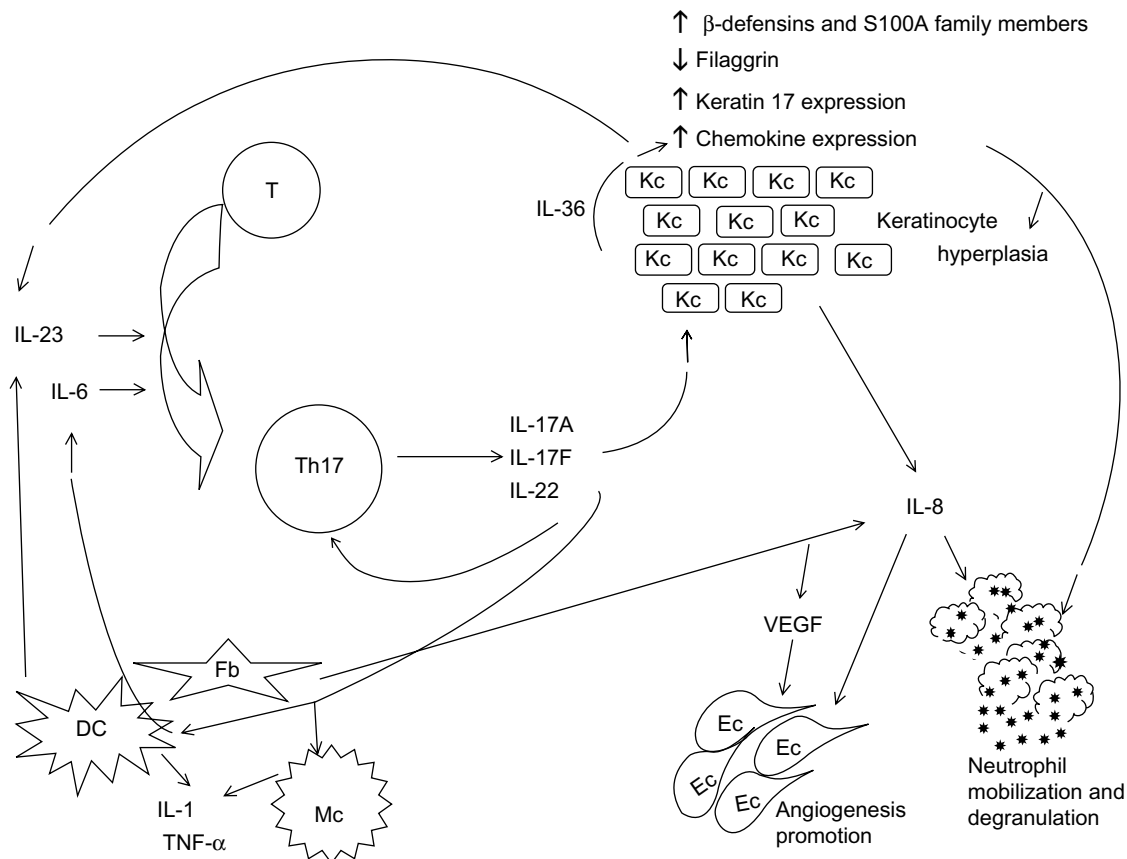 ↑ β-defensins and S100A family members
↓ Filaggrin
↑ Keratin 17 expression
↑ Chemokine expression
T
IL-36
Kc Kc Kc Kc
Kc Kc Kc
Kc Kc Kc Kc
Kc Kc
Keratinocyte
hyperplasia
IL-23
IL-6
Th17
IL-17A
IL-17F
IL-22
IL-8
VEGF
Fb
DC
IL-1
TNF-α
Mc
Ec
Ec
Ec
Ec
Angiogenesis
promotion
Neutrophil
mobilization and
degranulation